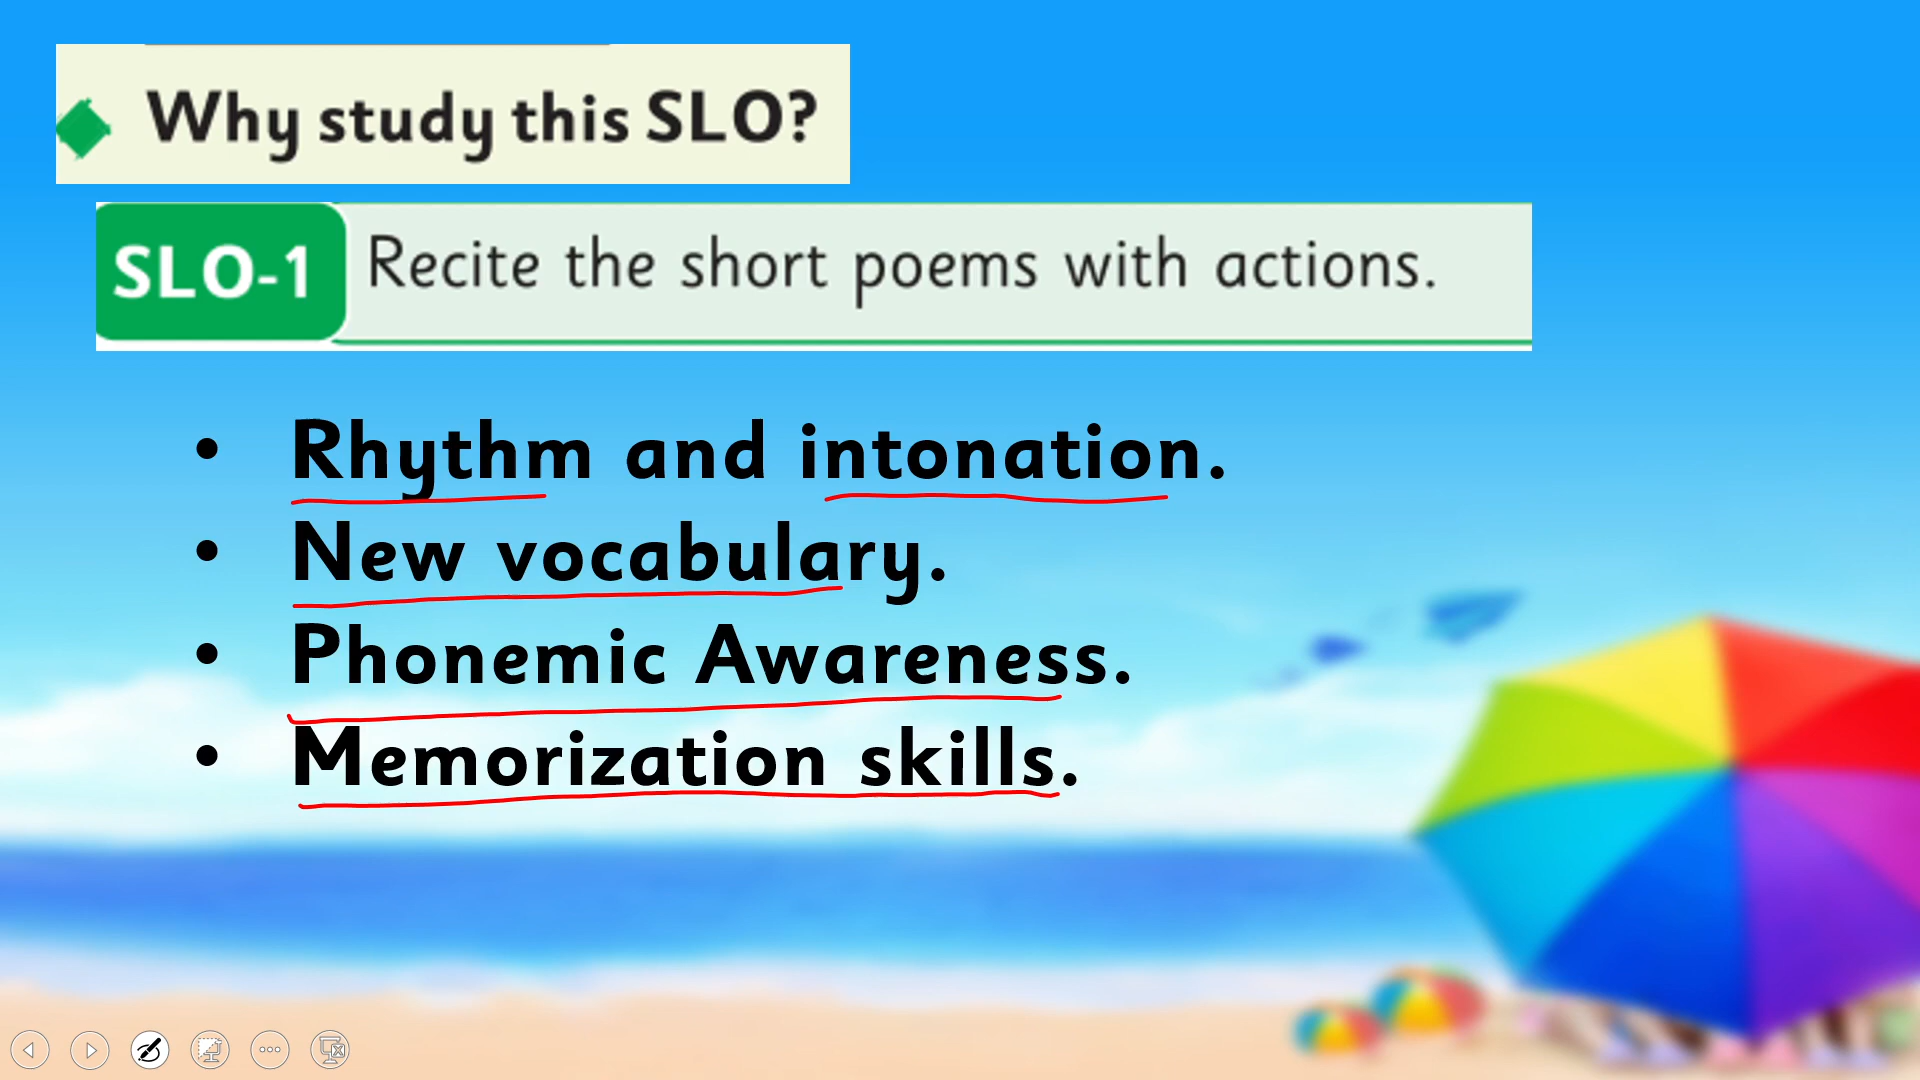 Why study this SLO?
SLO-1 Recite the short poems with actions.
• Rhythm and intonation.
• New vocabulary.
• Phonemic Awareness.
• Memorization skills.